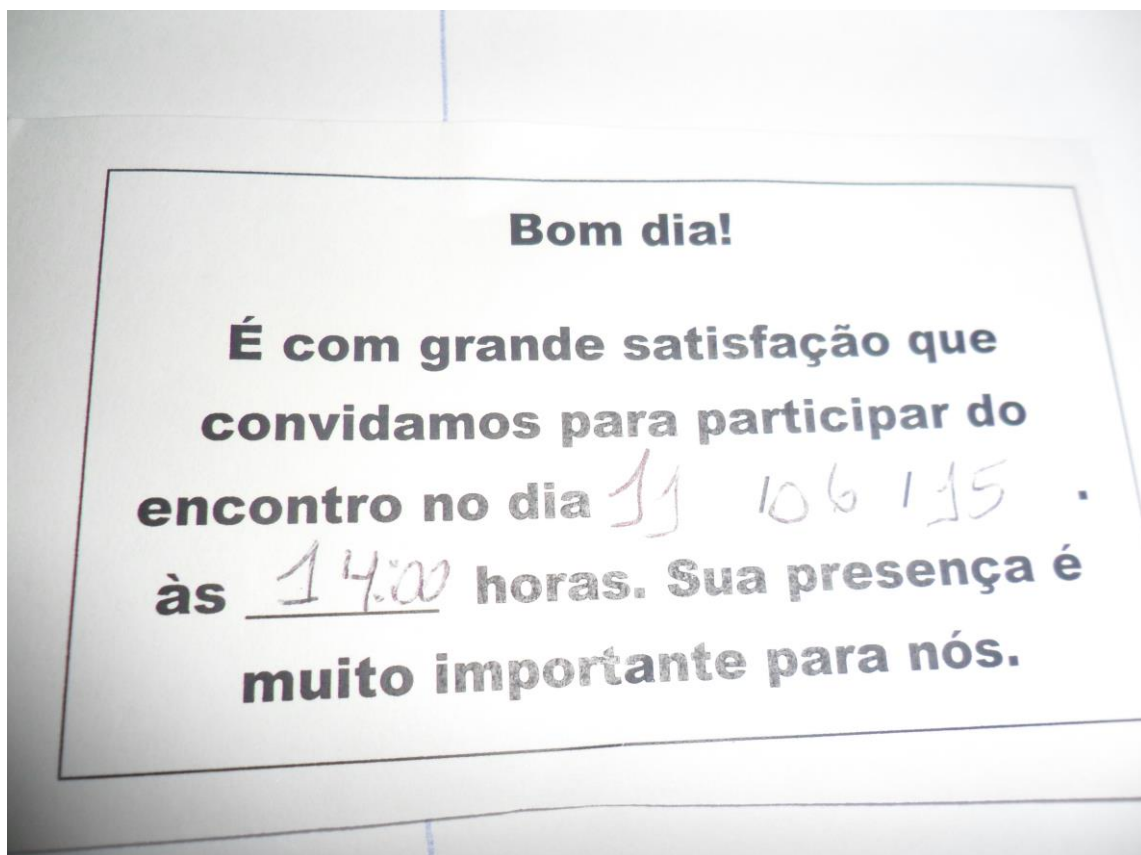 Bom dia!
É com grande satisfação que
convidamos para participar do
encontro no dia 11 /06 / 15 .
às 14:00 horas. Sua presença é
muito importante para nós.